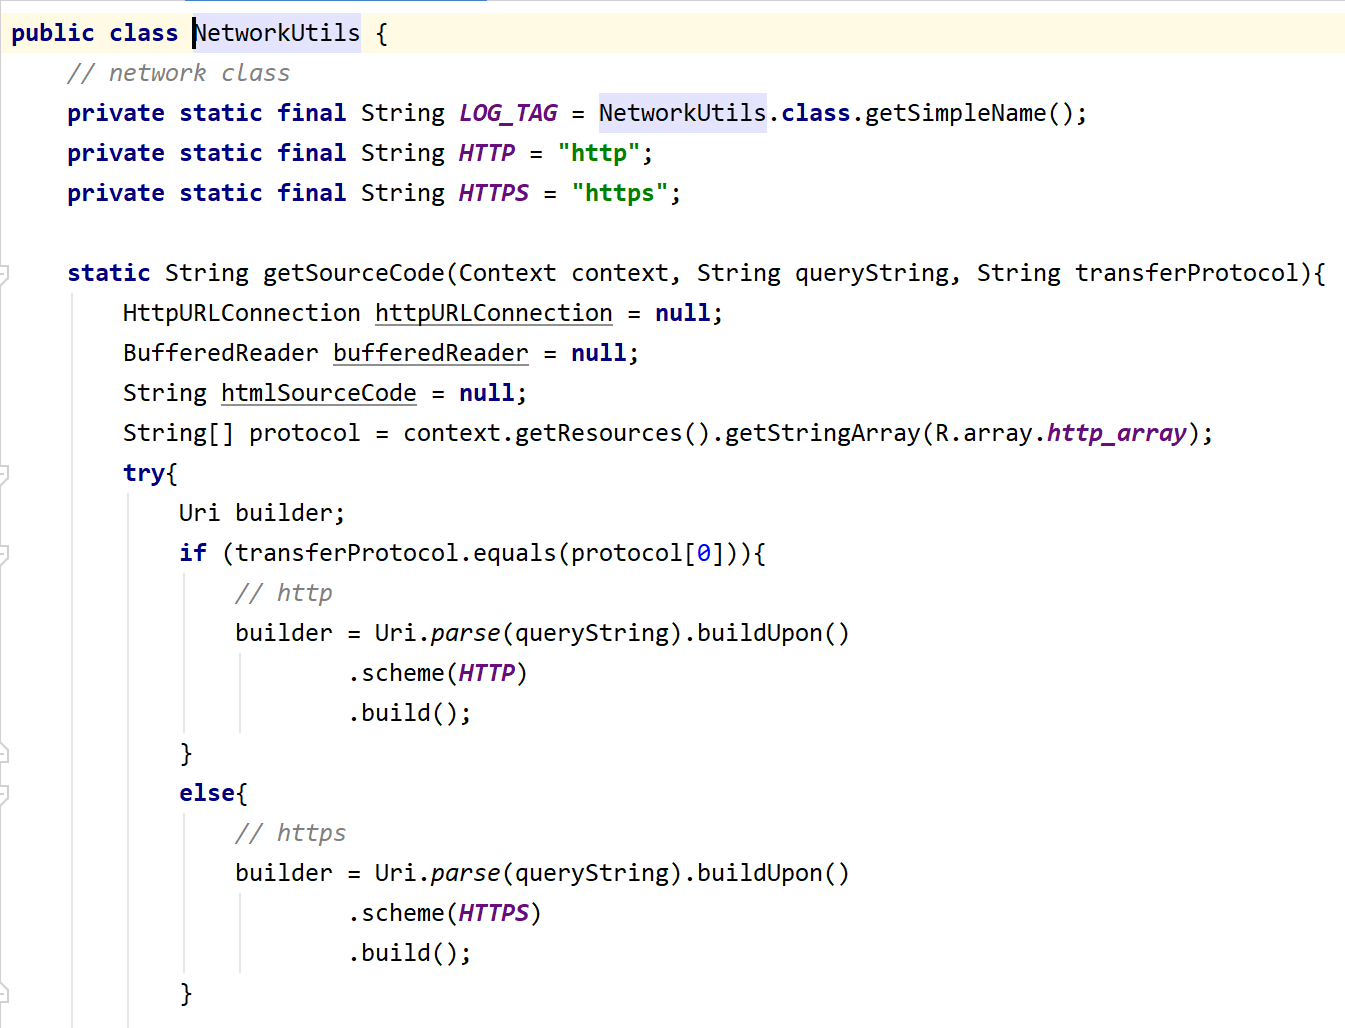 public class NetworkUtils {
    // network class
    private static final String LOG_TAG = NetworkUtils.class.getSimpleName();
    private static final String HTTP = "http";
    private static final String HTTPS = "https";

    static String getSourceCode(Context context, String queryString, String transferProtocol){
        HttpURLConnection httpURLConnection = null;
        BufferedReader bufferedReader = null;
        String htmlSourceCode = null;
        String[] protocol = context.getResources().getStringArray(R.array.http_array);
        try{
            Uri builder;
            if (transferProtocol.equals(protocol[0])){
                // http
                builder = Uri.parse(queryString).buildUpon()
                        .scheme(HTTP)
                        .build();
            }
            else{
                // https
                builder = Uri.parse(queryString).buildUpon()
                        .scheme(HTTPS)
                        .build();
            }